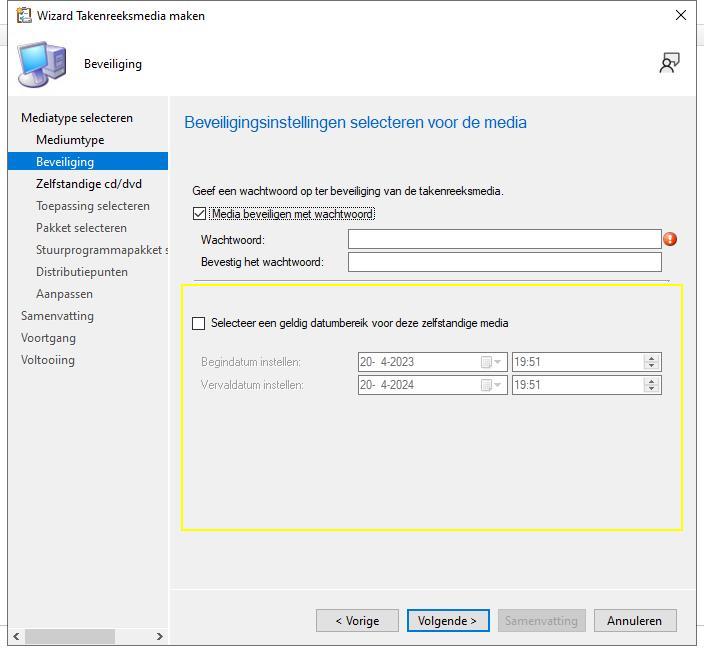 Wizard Takenreeksmedia maken
Beveiliging
Mediatype selecteren
Mediumtype
Beveiliging
Zelfstandige cd/dvd
Toepassing selecteren
Pakket selecteren
Stuurprogrammapakket s
Distributiepunten
Aanpassen
Samenvatting
Voortgang
Voltooiing
Beveiligingsinstellingen selecteren voor de media
Geef een wachtwoord op ter beveiliging van de takenreeksmedia.
Media beveiligen met wachtwoord
Wachtwoord:
Bevestig het wachtwoord:
Selecteer een geldig datumbereik voor deze zelfstandige media
Begindatum instellen: 20- 4-2023 19:51
Vervaldatum instellen: 20- 4-2024 19:51
< Vorige Volgende > Samenvatting Annuleren